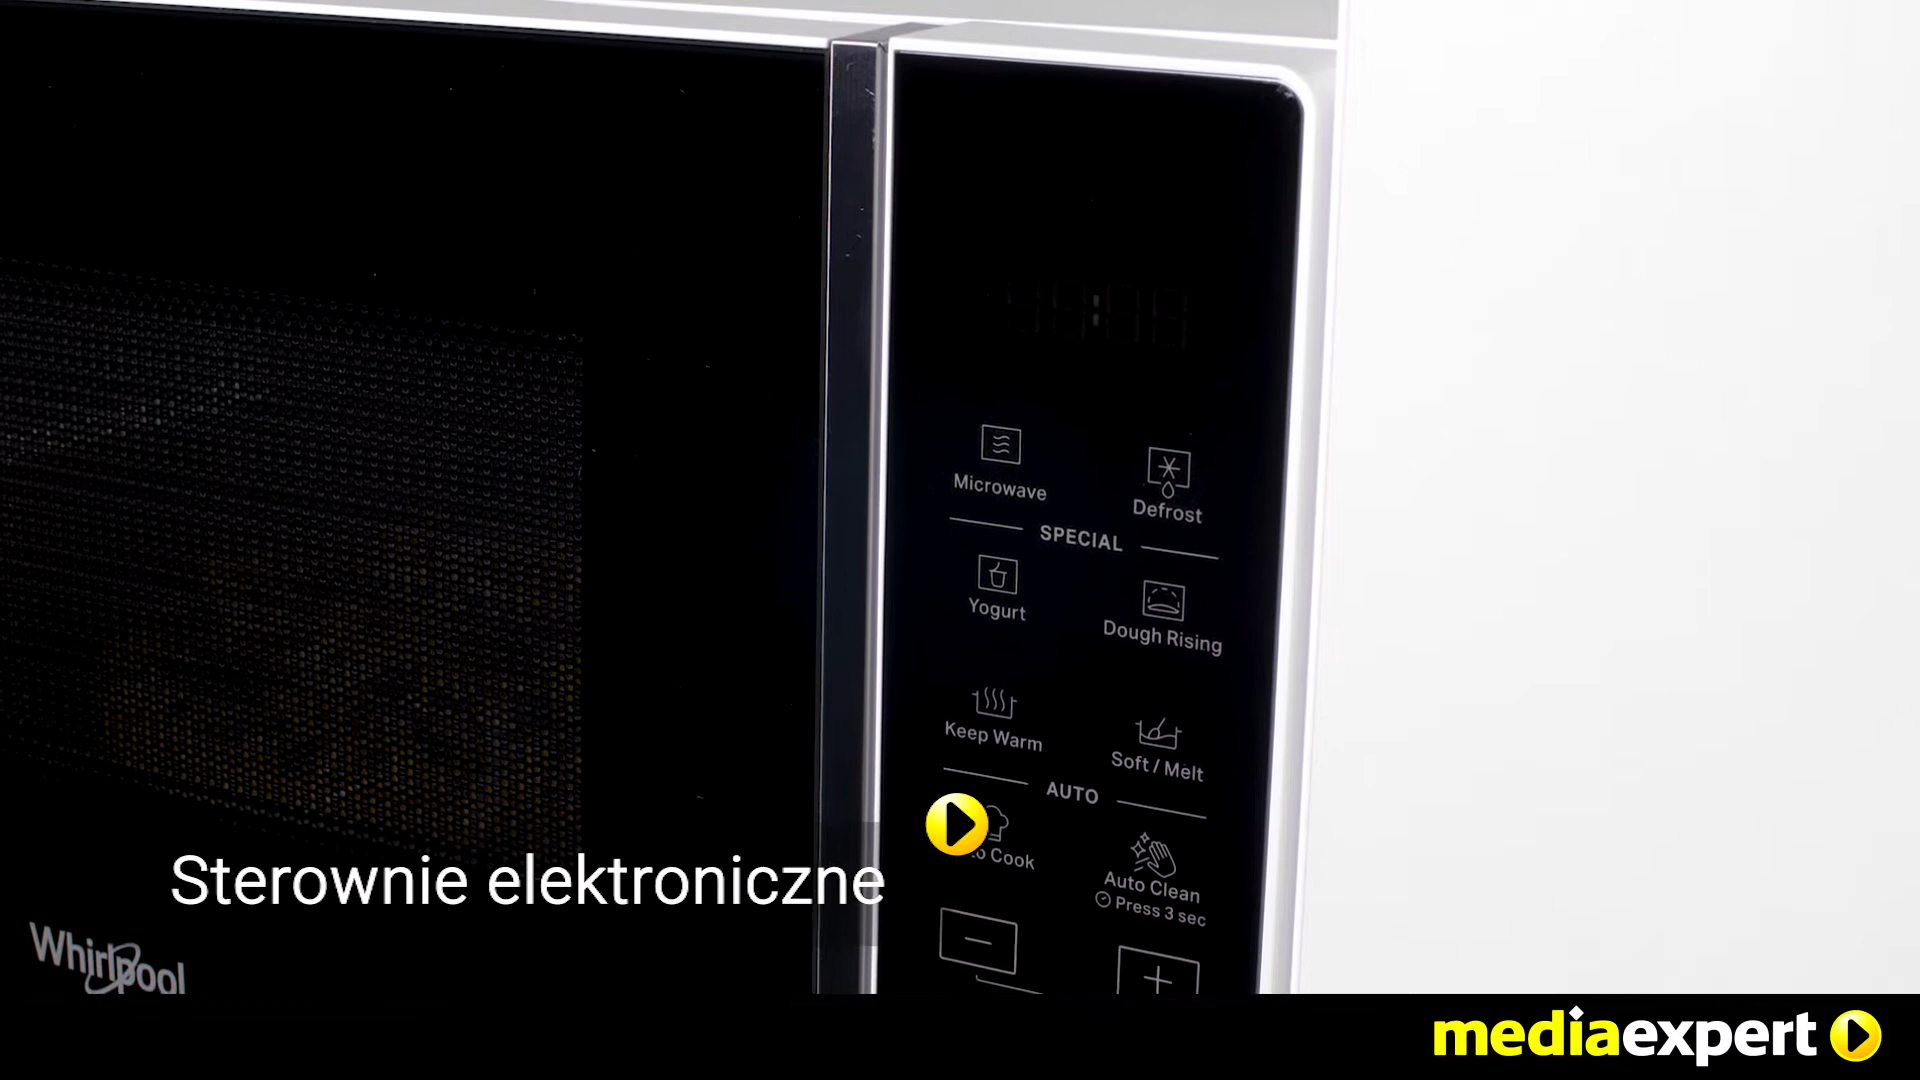 Microwave
Defrost
SPECIAL
Yogurt
Dough Rising
Keep Warm
Soft / Melt
AUTO
Cook
Auto Clean
Press 3 sec
Sterownie elektroniczne
Whirlpool
mediaexpert